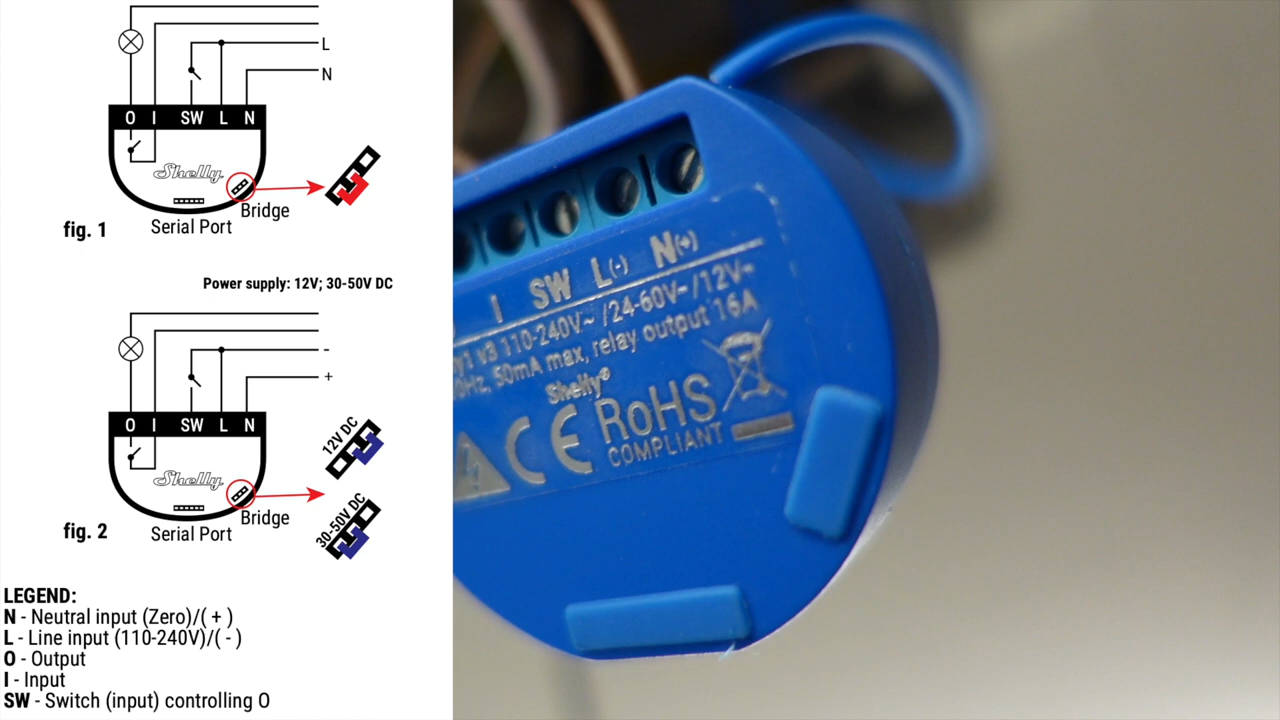 L
N
O I SW L N
Shelly
Bridge
fig. 1
Serial Port
Power supply: 12V; 30-50V DC
-
+
O I SW L N
12V DC
Shelly
30-50V DC
Bridge
fig. 2
Serial Port
LEGEND:
N - Neutral input (Zero)/( + )
L - Line input (110-240V)/( - )
O - Output
I - Input
SW - Switch (input) controlling O
I SW L(-) N(+)
v3 110-240V~ /24-60V⎓/12V⎓
50mA max, relay output 16A
Shelly®
CE RoHS
COMPLIANT